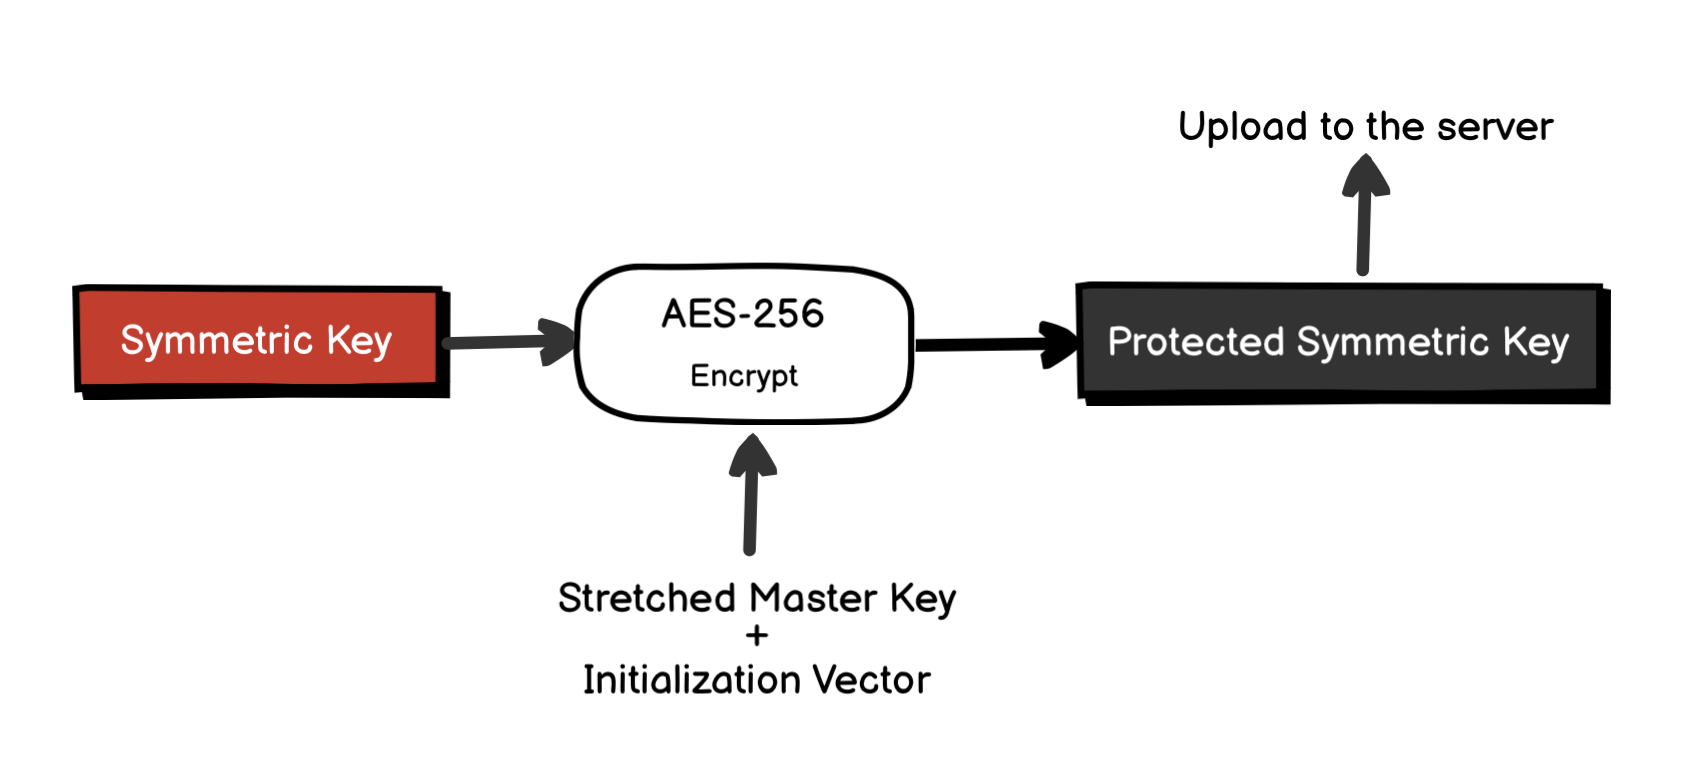 Upload to the server
Symmetric Key
AES-256
Encrypt
Protected Symmetric Key
Stretched Master Key
+
Initialization Vector